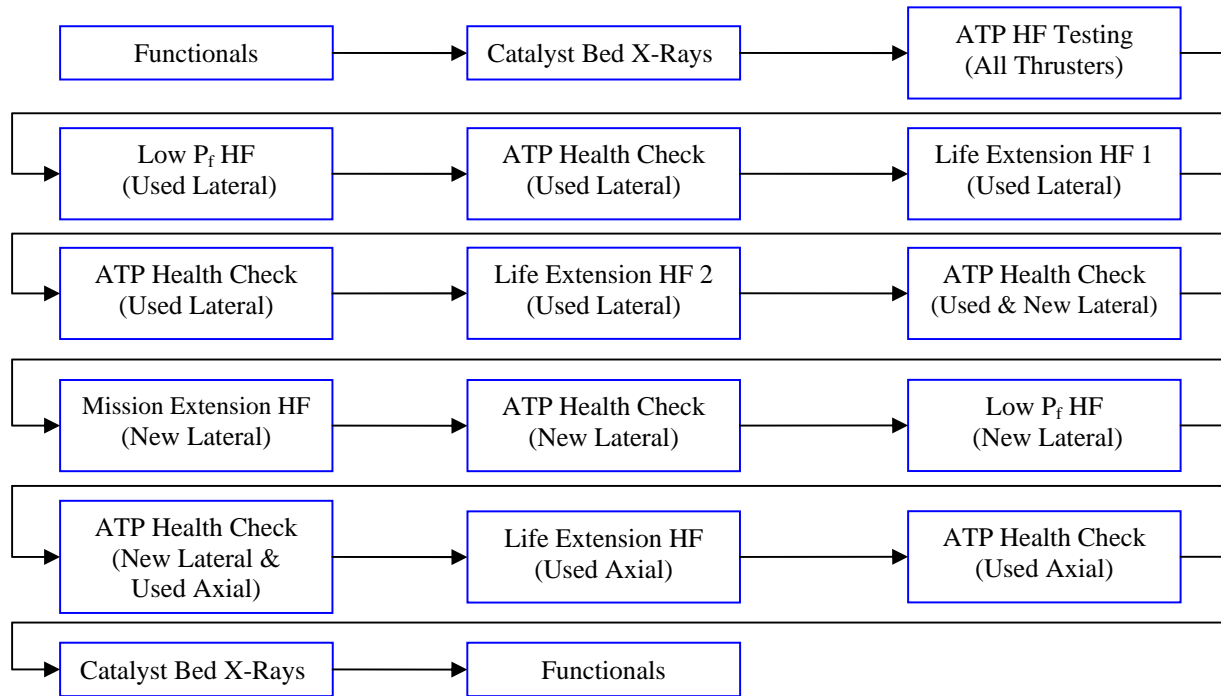 Functionals
Catalyst Bed X-Rays
ATP HF Testing
(All Thrusters)
Low Pf HF
(Used Lateral)
ATP Health Check
(Used Lateral)
Life Extension HF 1
(Used Lateral)
ATP Health Check
(Used Lateral)
Life Extension HF 2
(Used Lateral)
ATP Health Check
(Used & New Lateral)
Mission Extension HF
(New Lateral)
ATP Health Check
(New Lateral)
Low Pf HF
(New Lateral)
ATP Health Check
(New Lateral &
Used Axial)
Life Extension HF
(Used Axial)
ATP Health Check
(Used Axial)
Catalyst Bed X-Rays
Functionals